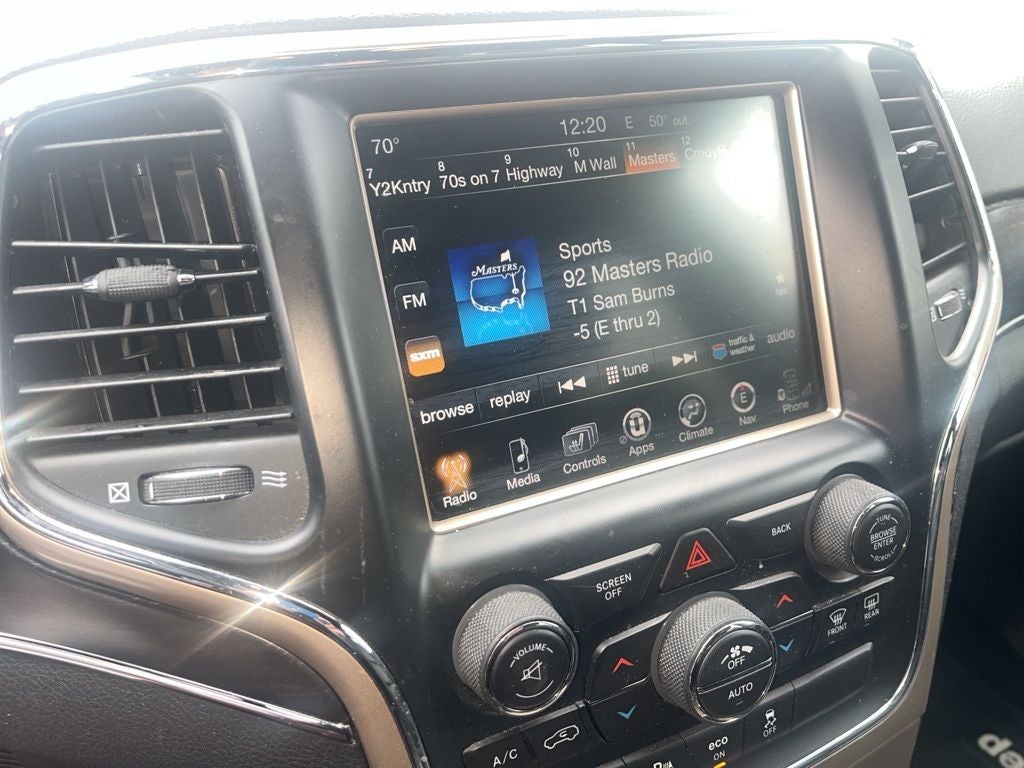 70° 12:20 E 50° out.
7 8 9 10 11 12
Y2Kntry 70s on 7 Highway M Wall Masters
AM
FM
sxm
MASTERS
Sports
92 Masters Radio
T1 Sam Burns
-5 (E thru 2)
fav
browse replay tune traffic & weather audio
Radio Media Controls Apps Climate E Nav Phone
SCREEN OFF
BACK
TUNE
BROWSE
ENTER
SCROLL
VOLUME
OFF
AUTO
FRONT
REAR
A/C
eco
ON
OFF